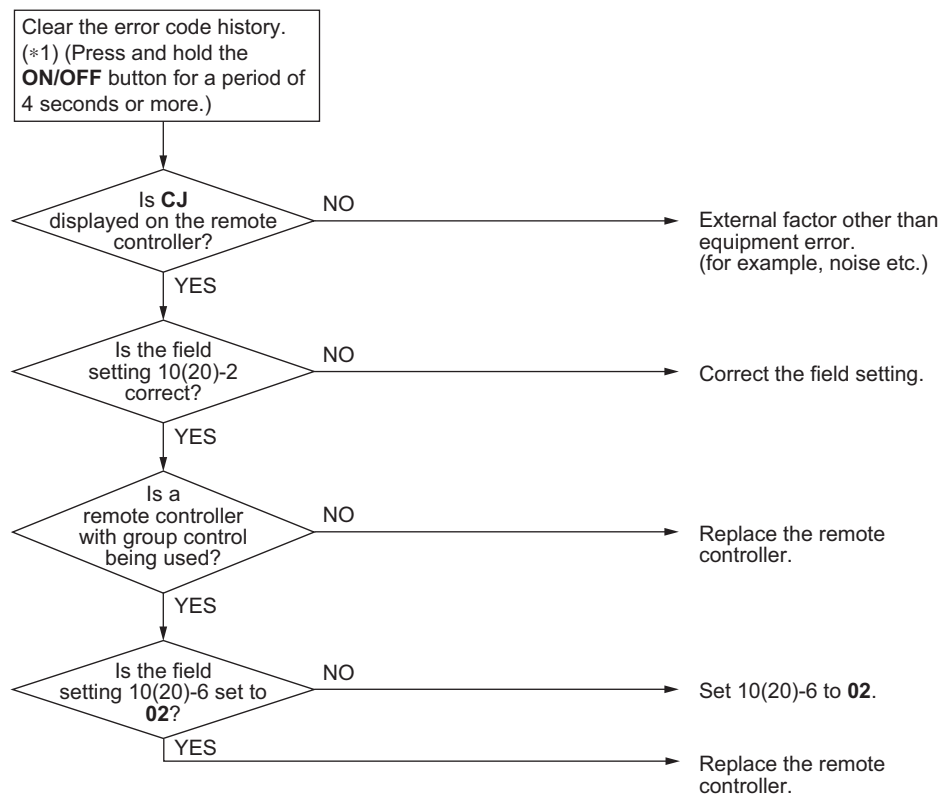 Clear the error code history.
(*1) (Press and hold the
ON/OFF button for a period of
4 seconds or more.)
Is CJ
displayed on the remote
controller?
NO
External factor other than
equipment error.
(for example, noise etc.)
YES
Is the field
setting 10(20)-2
correct?
NO
Correct the field setting.
YES
Is a
remote controller
with group control
being used?
NO
Replace the remote
controller.
YES
Is the field
setting 10(20)-6 set to
02?
NO
Set 10(20)-6 to 02.
YES
Replace the remote
controller.